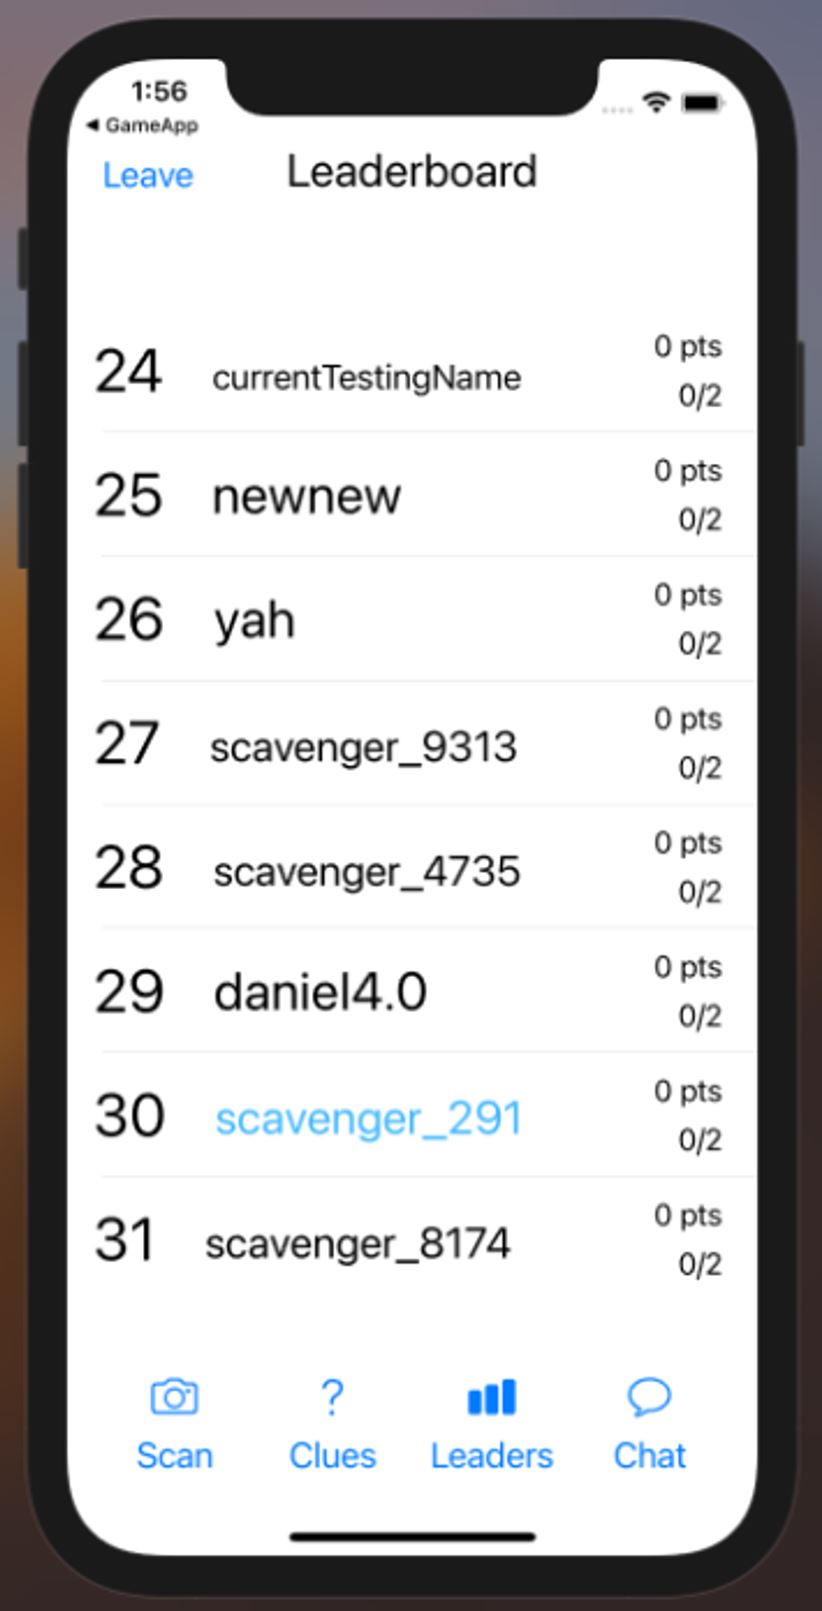 1:56
◀ GameApp
Leave Leaderboard
24 currentTestingName 0 pts
0/2
25 newnew 0 pts
0/2
26 yah 0 pts
0/2
27 scavenger_9313 0 pts
0/2
28 scavenger_4735 0 pts
0/2
29 daniel4.0 0 pts
0/2
30 scavenger_291 0 pts
0/2
31 scavenger_8174 0 pts
0/2
?
Scan Clues Leaders Chat